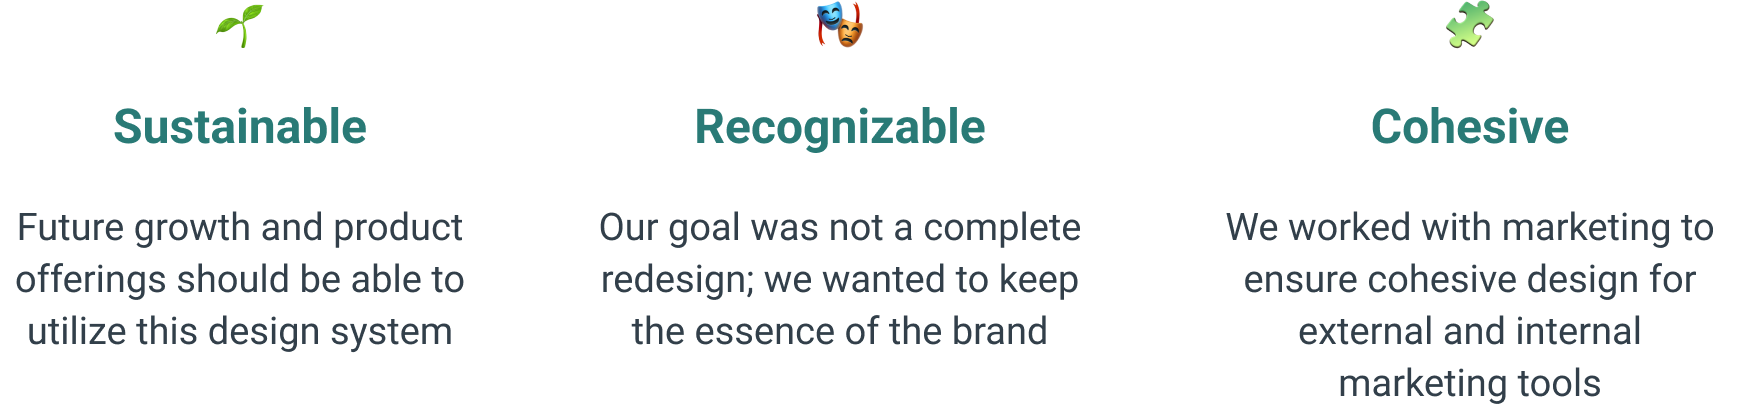 Sustainable
Future growth and product
offerings should be able to
utilize this design system
Recognizable
Our goal was not a complete
redesign; we wanted to keep
the essence of the brand
Cohesive
We worked with marketing to
ensure cohesive design for
external and internal
marketing tools